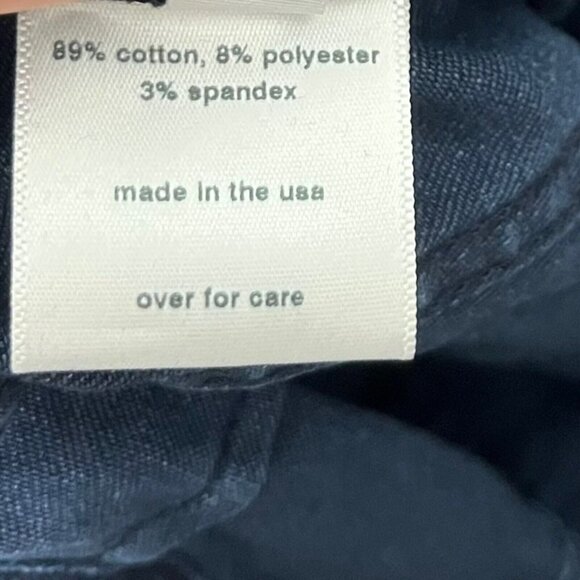 89% cotton, 8% polyester
3% spandex
made in the usa
over for care